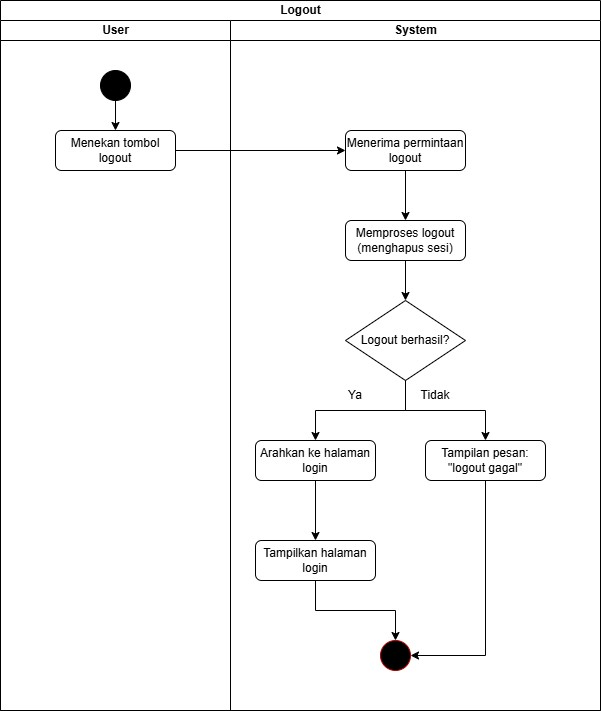 Logout
User
System
Menekan tombol
logout
Menerima permintaan
logout
Memproses logout
(menghapus sesi)
Logout berhasil?
Ya
Tidak
Arahkan ke halaman
login
Tampilan pesan:
"logout gagal"
Tampilkan halaman
login